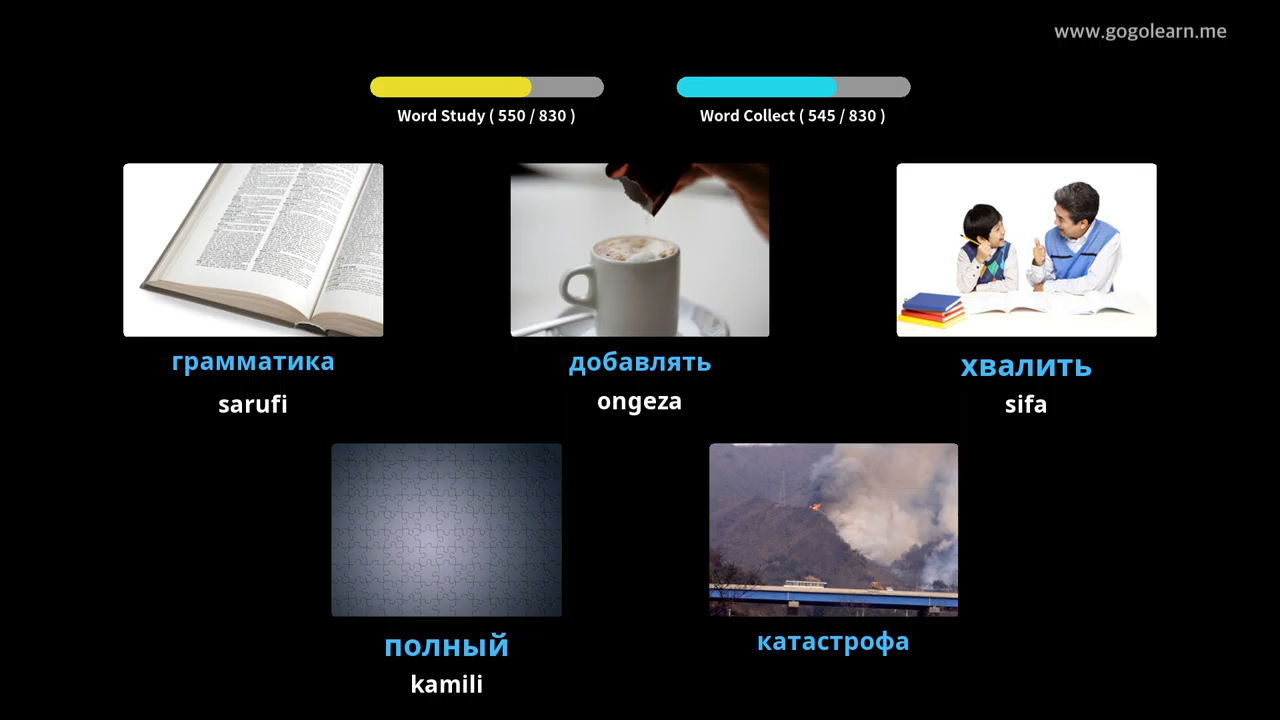 www.gogolearn.me
Word Study ( 550 / 830 )
Word Collect ( 545 / 830 )
грамматика
добавлять
хвалить
sarufi
ongeza
sifa
полный
катастрофа
kamili